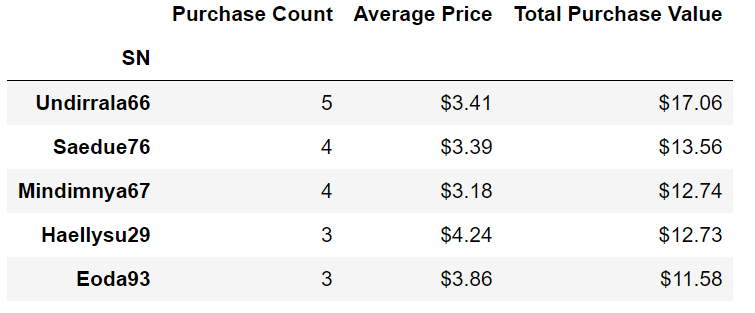 Purchase Count Average Price Total Purchase Value
SN
Undirrala66 5 $3.41 $17.06
Saedue76 4 $3.39 $13.56
Mindimnya67 4 $3.18 $12.74
Haellysu29 3 $4.24 $12.73
Eoda93 3 $3.86 $11.58